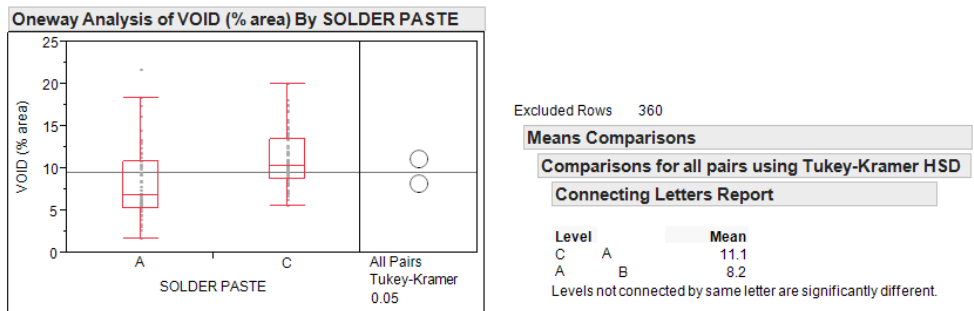 Oneway Analysis of VOID (% area) By SOLDER PASTE
25
20
15
10
5
0
VOID (% area)
A
C
SOLDER PASTE
All Pairs
Tukey-Kramer
0.05
Excluded Rows 360
Means Comparisons
Comparisons for all pairs using Tukey-Kramer HSD
Connecting Letters Report
Level Mean
C A 11.1
A B 8.2
Levels not connected by same letter are significantly different.